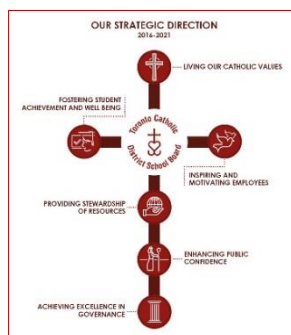 OUR STRATEGIC DIRECTION
2016-2021
LIVING OUR CATHOLIC VALUES
FOSTERING STUDENT
ACHIEVEMENT AND WELL BEING
Toronto Catholic
District School Board
INSPIRING AND
MOTIVATING EMPLOYEES
PROVIDING STEWARDSHIP
OF RESOURCES
ENHANCING PUBLIC
CONFIDENCE
ACHIEVING EXCELLENCE IN
GOVERNANCE